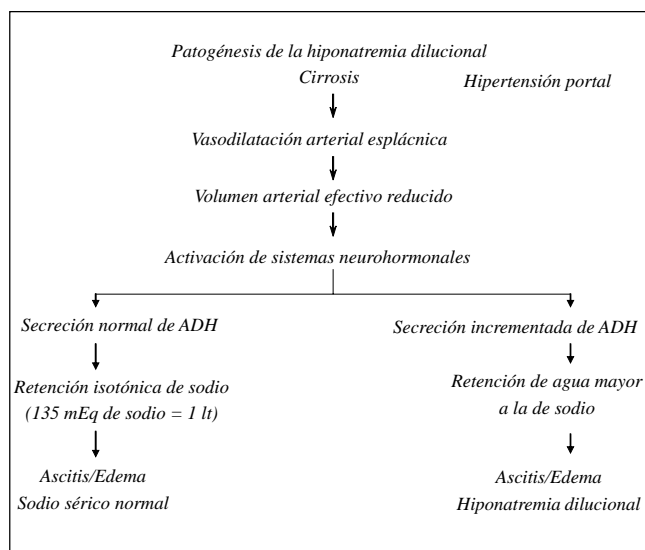 Patogénesis de la hiponatremia dilucional
Cirrosis
Hipertensión portal
Vasodilatación arterial esplácnica
Volumen arterial efectivo reducido
Activación de sistemas neurohormonales
Secreción normal de ADH
Secreción incrementada de ADH
Retención isotónica de sodio
(135 mEq de sodio = 1 lt)
Retención de agua mayor
a la de sodio
Ascitis/Edema
Sodio sérico normal
Ascitis/Edema
Hiponatremia dilucional